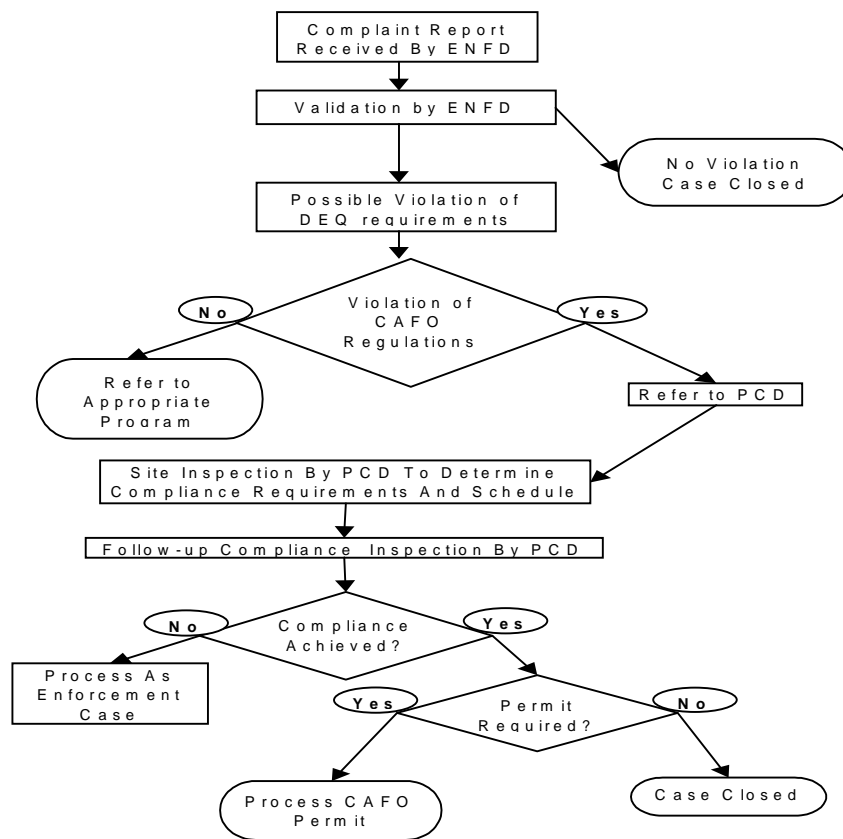 Complaint Report
Received By ENFD
Validation by ENFD
No Violation
Case Closed
Possible Violation of
DEQ requirements
No
Violation of
CAFO
Regulations
Yes
Refer to
Appropriate
Program
Refer to PCD
Site Inspection By PCD To Determine
Compliance Requirements And Schedule
Follow-up Compliance Inspection By PCD
No
Compliance
Achieved?
Yes
Process As
Enforcement
Case
Yes
Permit
Required?
No
Process CAFO
Permit
Case Closed